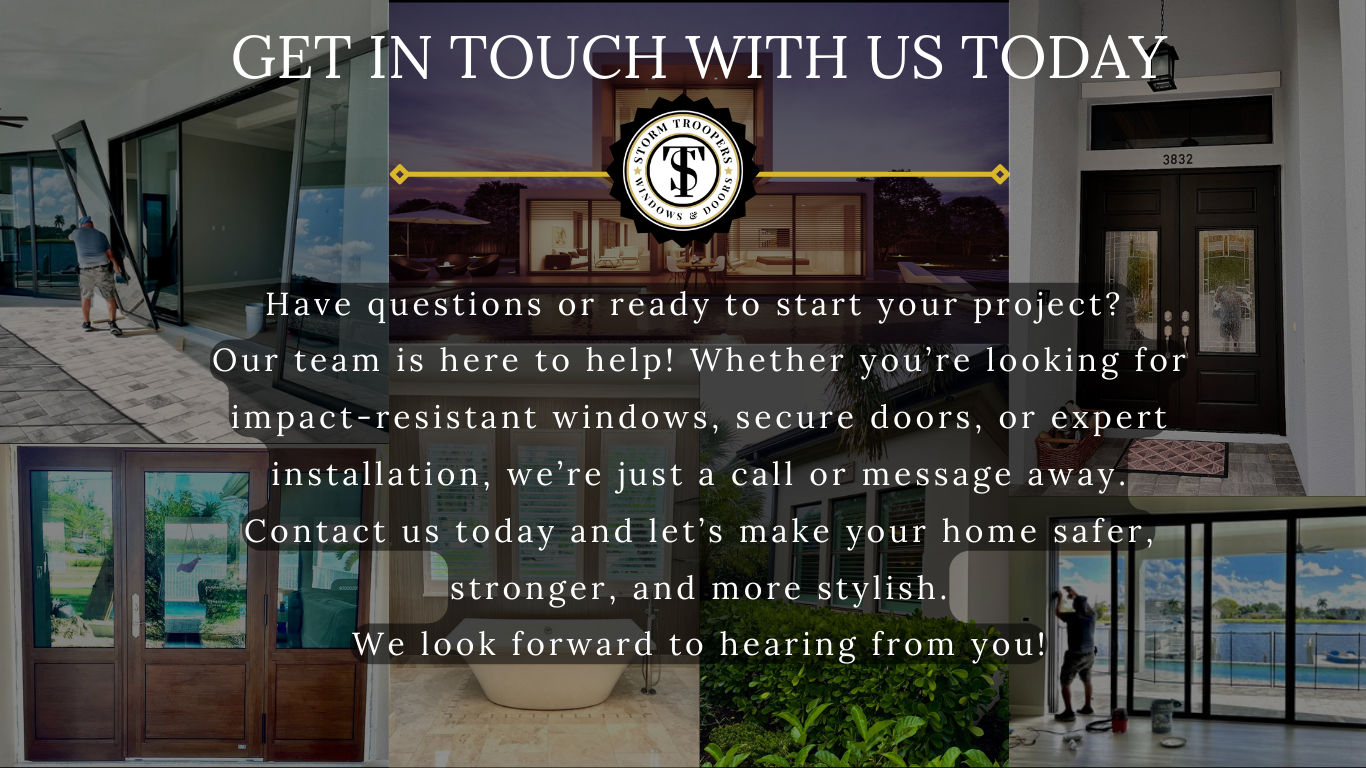 GET IN TOUCH WITH US TODAY
STORM TROOPERS
TS
WINDOWS & DOORS
3832
Have questions or ready to start your project?
Our team is here to help! Whether you’re looking for
impact-resistant windows, secure doors, or expert
installation, we’re just a call or message away.
Contact us today and let’s make your home safer,
stronger, and more stylish.
We look forward to hearing from you!